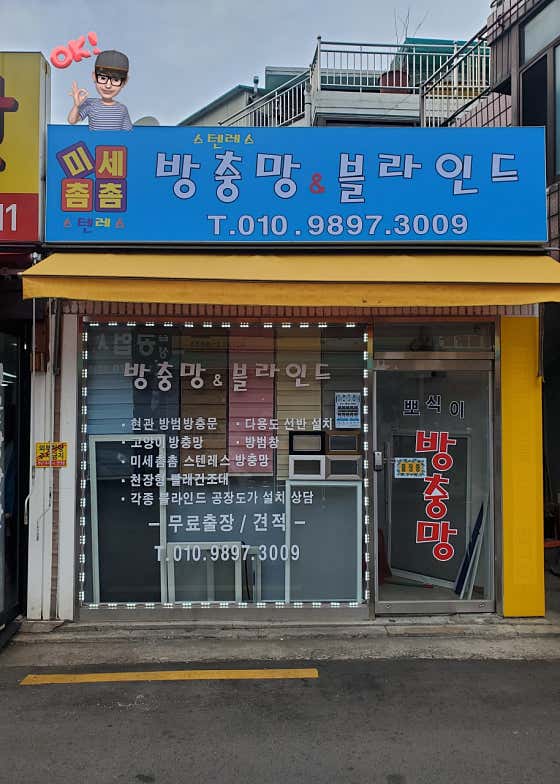 OK!
스텐레스
미세
촘촘
스텐레스
방충망 & 블라인드
T.010.9897.3009
11
방충망 & 블라인드
· 현관 방범방충문 · 다용도 선반 설치
· 고양이 방충망 · 방범창
· 미세촘촘 스텐레스 방충망
· 천장형 블래건조대
· 각종 블라인드 공장도가 설치 상담
- 무료출장 / 견적 -
T.010.9897.3009
뽀식이
방충망